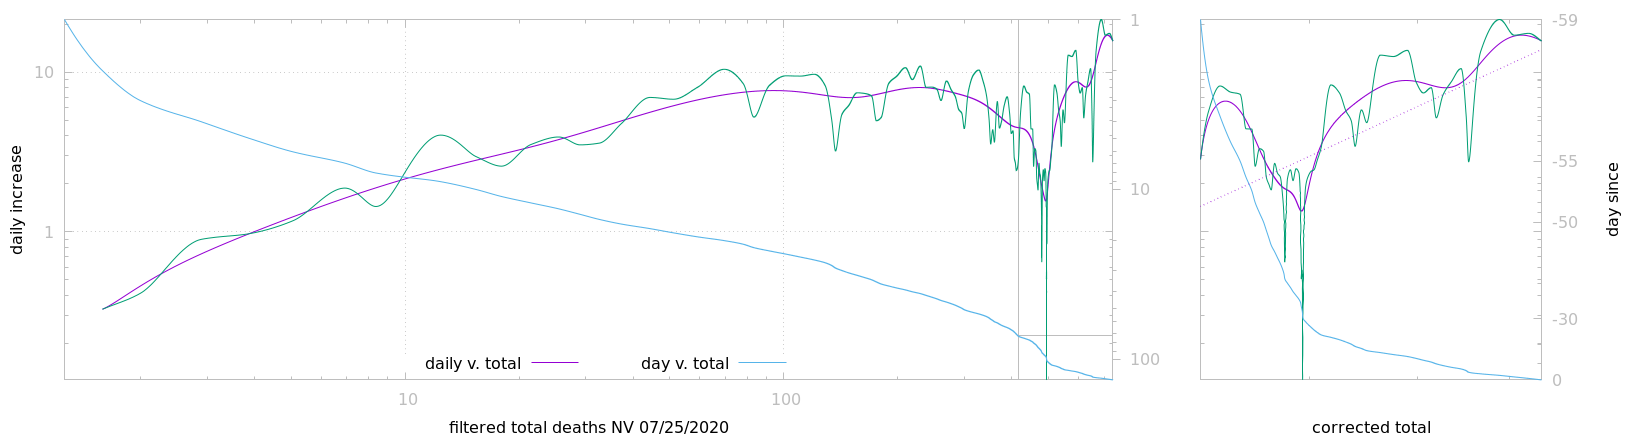 daily increase
10
1
daily v. total
day v. total
10
100
filtered total deaths NV 07/25/2020
1
10
100
-59
-55
-50
-30
0
day since
corrected total